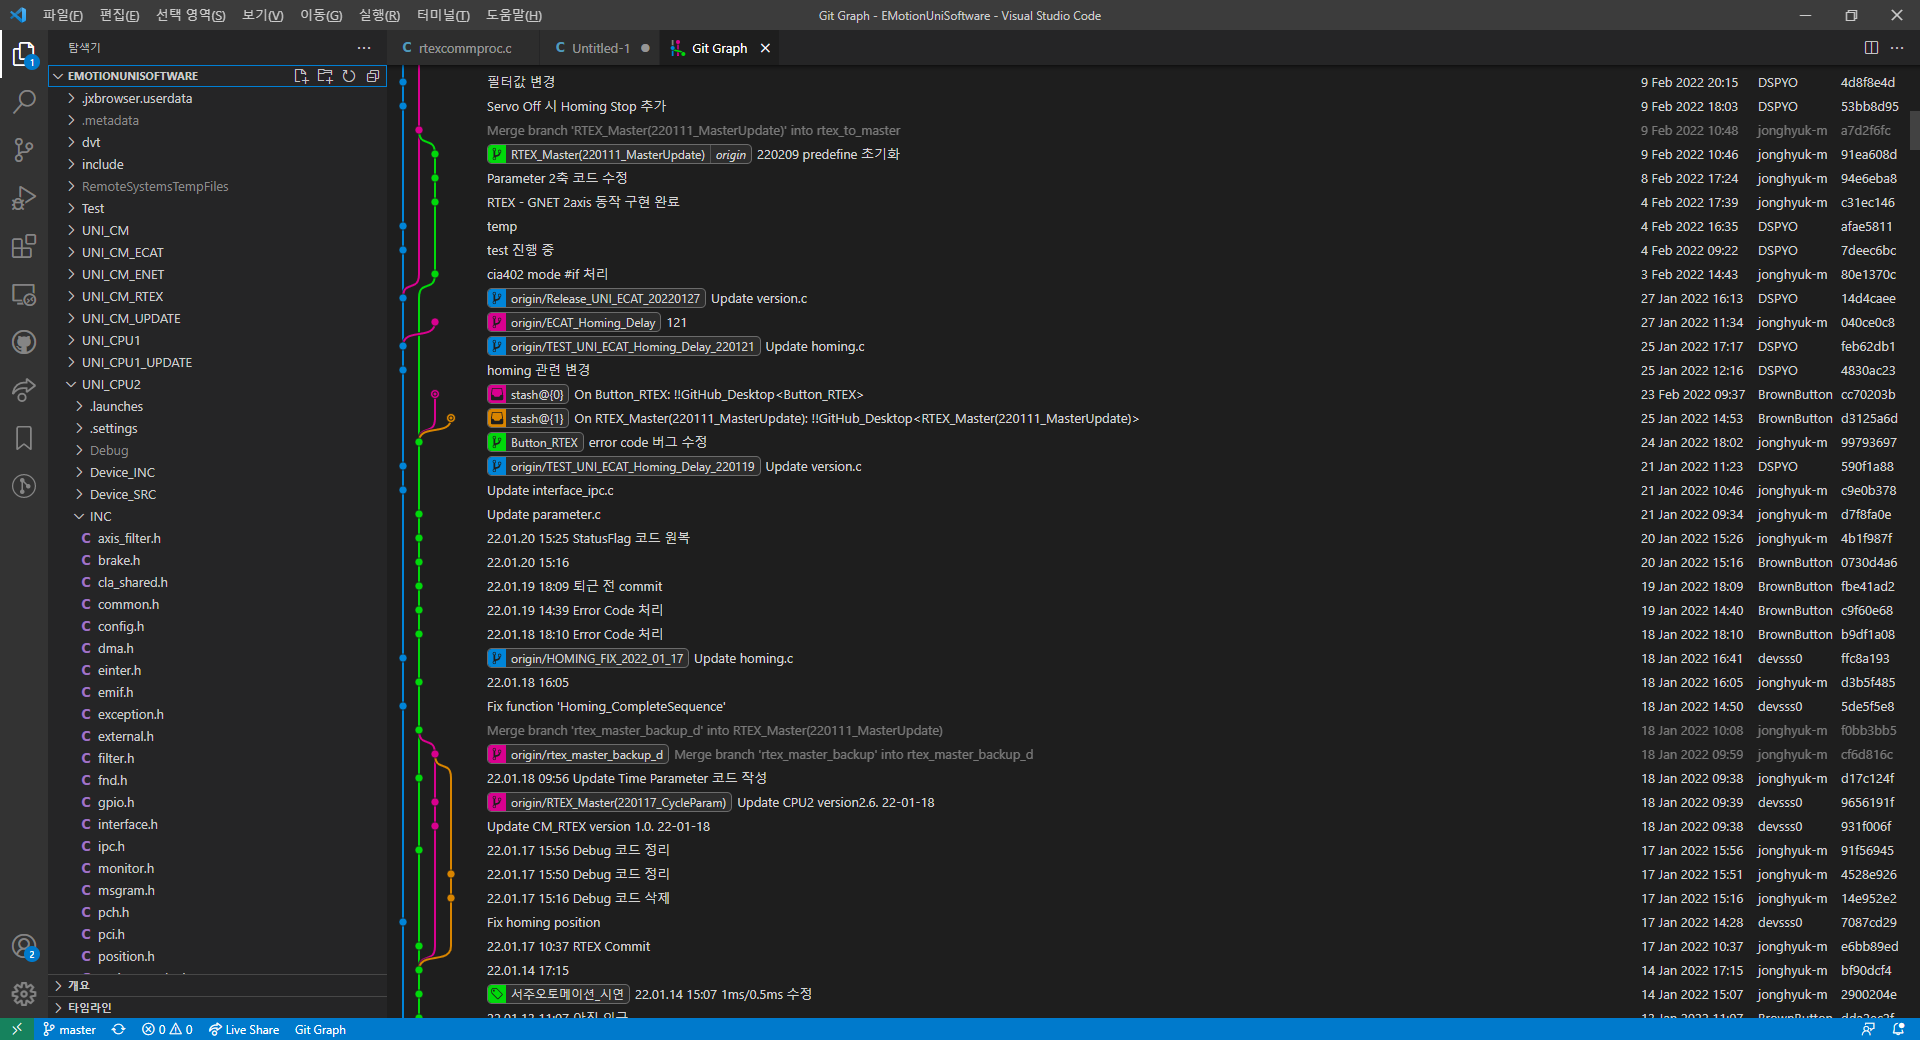 파일(F) 편집(E) 선택 영역(S) 보기(V) 이동(G) 실행(R) 터미널(T) 도움말(H) Git Graph - EMotionUniSoftware - Visual Studio Code
탐색기 ··· C rtexcommproc.c C Untitled-1 Git Graph
EMOTIONUNISOFTWARE
.jxbrowser.userdata
.metadata
dvt
include
RemoteSystemsTempFiles
Test
UNI_CM
UNI_CM_ECAT
UNI_CM_ENET
UNI_CM_RTEX
UNI_CM_UPDATE
UNI_CPU1
UNI_CPU1_UPDATE
UNI_CPU2
.launches
.settings
Debug
Device_INC
Device_SRC
INC
C axis_filter.h
C brake.h
C cla_shared.h
C common.h
C config.h
C dma.h
C einter.h
C emif.h
C exception.h
C external.h
C filter.h
C fnd.h
C gpio.h
C interface.h
C ipc.h
C monitor.h
C msgram.h
C pch.h
C pci.h
C position.h
개요
타임라인
1
2
필터값 변경 9 Feb 2022 20:15 DSPYO 4d8f8e4d
Servo Off 시 Homing Stop 추가 9 Feb 2022 18:03 DSPYO 53bb8d95
Merge branch 'RTEX_Master(220111_MasterUpdate)' into rtex_to_master 9 Feb 2022 10:48 jonghyuk-m a7d2f6fc
RTEX_Master(220111_MasterUpdate) origin 220209 predefine 초기화 9 Feb 2022 10:46 jonghyuk-m 91ea608d
Parameter 2축 코드 수정 8 Feb 2022 17:24 jonghyuk-m 94e6eba8
RTEX - GNET 2axis 동작 구현 완료 4 Feb 2022 17:39 jonghyuk-m c31ec146
temp 4 Feb 2022 16:35 DSPYO afae5811
test 진행 중 4 Feb 2022 09:22 DSPYO 7deec6bc
cia402 mode #if 처리 3 Feb 2022 14:43 jonghyuk-m 80e1370c
origin/Release_UNI_ECAT_20220127 Update version.c 27 Jan 2022 16:13 DSPYO 14d4caee
origin/ECAT_Homing_Delay 121 27 Jan 2022 11:34 jonghyuk-m 040ce0c8
origin/TEST_UNI_ECAT_Homing_Delay_220121 Update homing.c 25 Jan 2022 17:17 DSPYO feb62db1
homing 관련 변경 25 Jan 2022 12:16 DSPYO 4830ac23
stash@{0} On Button_RTEX: !!GitHub_Desktop<Button_RTEX> 23 Feb 2022 09:37 BrownButton cc70203b
stash@{1} On RTEX_Master(220111_MasterUpdate): !!GitHub_Desktop<RTEX_Master(220111_MasterUpdate)> 25 Jan 2022 14:53 BrownButton d3125a6d
Button_RTEX error code 버그 수정 24 Jan 2022 18:02 jonghyuk-m 99793697
origin/TEST_UNI_ECAT_Homing_Delay_220119 Update version.c 21 Jan 2022 11:23 DSPYO 590f1a88
Update interface_ipc.c 21 Jan 2022 10:46 jonghyuk-m c9e0b378
Update parameter.c 21 Jan 2022 09:34 jonghyuk-m d7f8fa0e
22.01.20 15:25 StatusFlag 코드 원복 20 Jan 2022 15:26 jonghyuk-m 4b1f987f
22.01.20 15:16 20 Jan 2022 15:16 BrownButton 0730d4a6
22.01.19 18:09 퇴근 전 commit 19 Jan 2022 18:09 BrownButton fbe41ad2
22.01.19 14:39 Error Code 처리 19 Jan 2022 14:40 BrownButton c9f60e68
22.01.18 18:10 Error Code 처리 18 Jan 2022 18:10 BrownButton b9df1a08
origin/HOMING_FIX_2022_01_17 Update homing.c 18 Jan 2022 16:41 devsss0 ffc8a193
22.01.18 16:05 18 Jan 2022 16:05 jonghyuk-m d3b5f485
Fix function 'Homing_CompleteSequence' 18 Jan 2022 14:50 devsss0 5de5f5e8
Merge branch 'rtex_master_backup_d' into RTEX_Master(220111_MasterUpdate) 18 Jan 2022 10:08 jonghyuk-m f0bb3bb5
origin/rtex_master_backup_d Merge branch 'rtex_master_backup' into rtex_master_backup_d 18 Jan 2022 09:59 jonghyuk-m cf6d816c
22.01.18 09:56 Update Time Parameter 코드 작성 18 Jan 2022 09:38 jonghyuk-m d17c124f
origin/RTEX_Master(220117_CycleParam) Update CPU2 version2.6. 22-01-18 18 Jan 2022 09:39 devsss0 9656191f
Update CM_RTEX version 1.0. 22-01-18 18 Jan 2022 09:38 devsss0 931f006f
22.01.17 15:56 Debug 코드 정리 17 Jan 2022 15:56 jonghyuk-m 91f56945
22.01.17 15:50 Debug 코드 정리 17 Jan 2022 15:51 jonghyuk-m 4528e926
22.01.17 15:16 Debug 코드 삭제 17 Jan 2022 15:16 jonghyuk-m 14e952e2
Fix homing position 17 Jan 2022 14:28 devsss0 7087cd29
22.01.17 10:37 RTEX Commit 17 Jan 2022 10:37 jonghyuk-m e6bb89ed
22.01.14 17:15 14 Jan 2022 17:15 jonghyuk-m bf90dcf4
서주오토메이션_시연 22.01.14 15:07 1ms/0.5ms 수정 14 Jan 2022 15:07 jonghyuk-m 2900204e
master 0 0 Live Share Git Graph